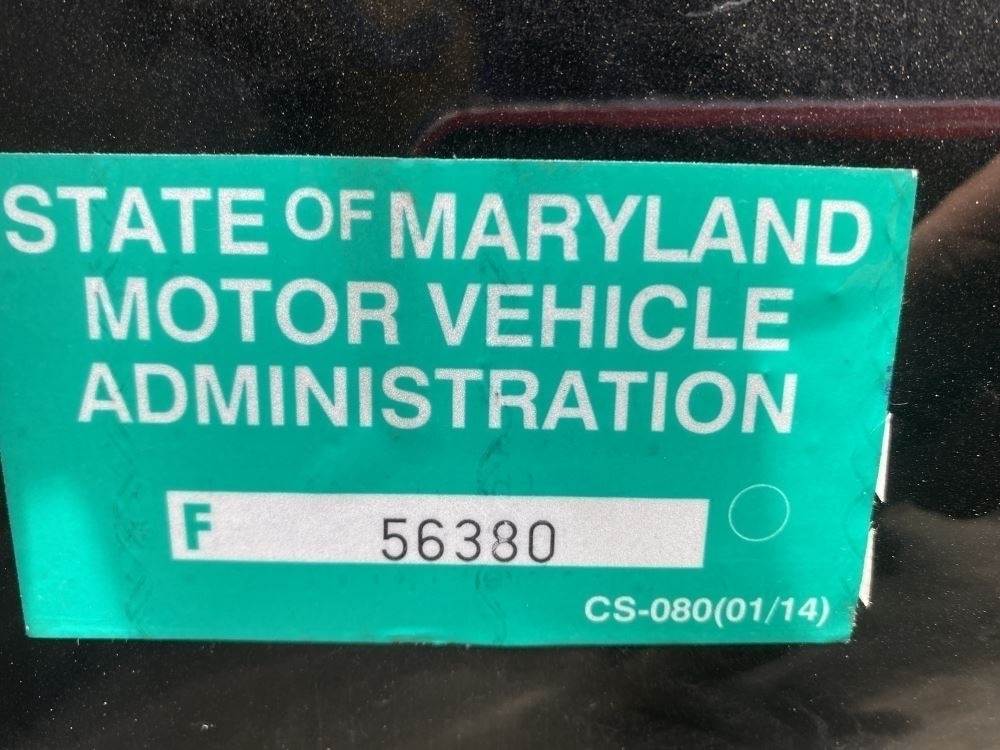 STATE OF MARYLAND
MOTOR VEHICLE
ADMINISTRATION
F 56380
CS-080(01/14)